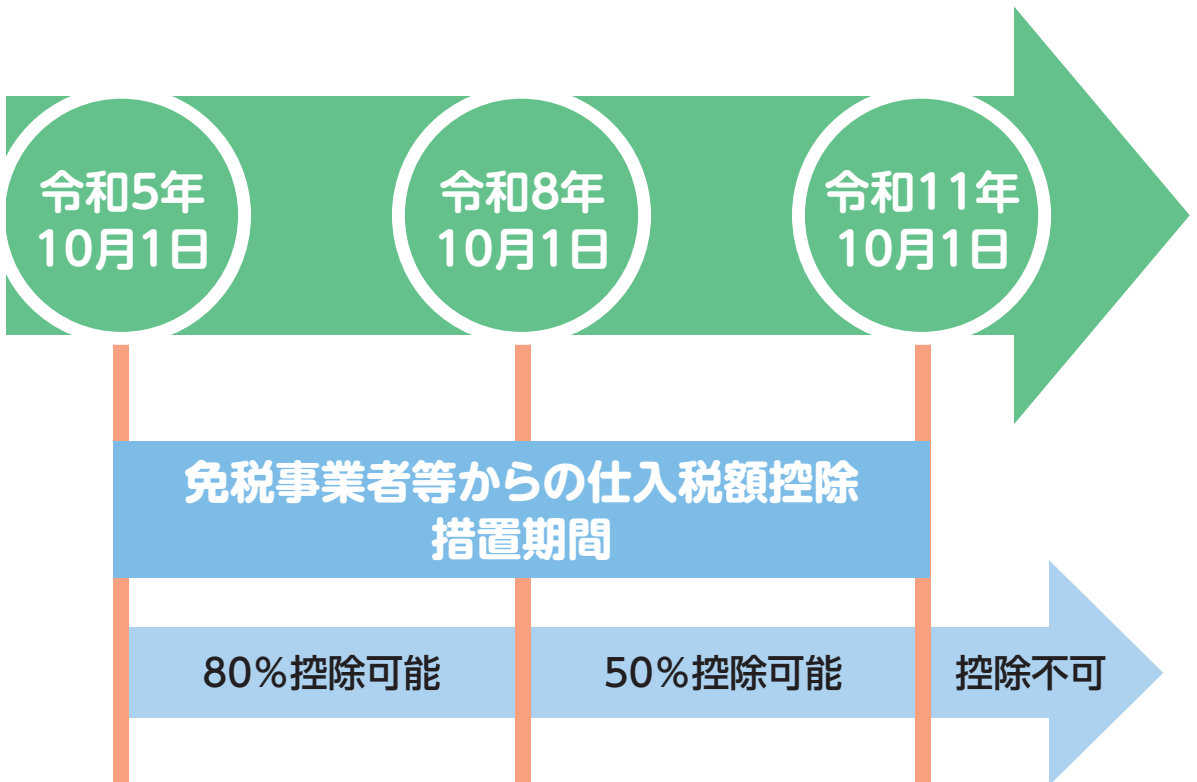 令和5年
10月1日
令和8年
10月1日
令和11年
10月1日
免税事業者等からの仕入税額控除
措置期間
80%控除可能
50%控除可能
控除不可